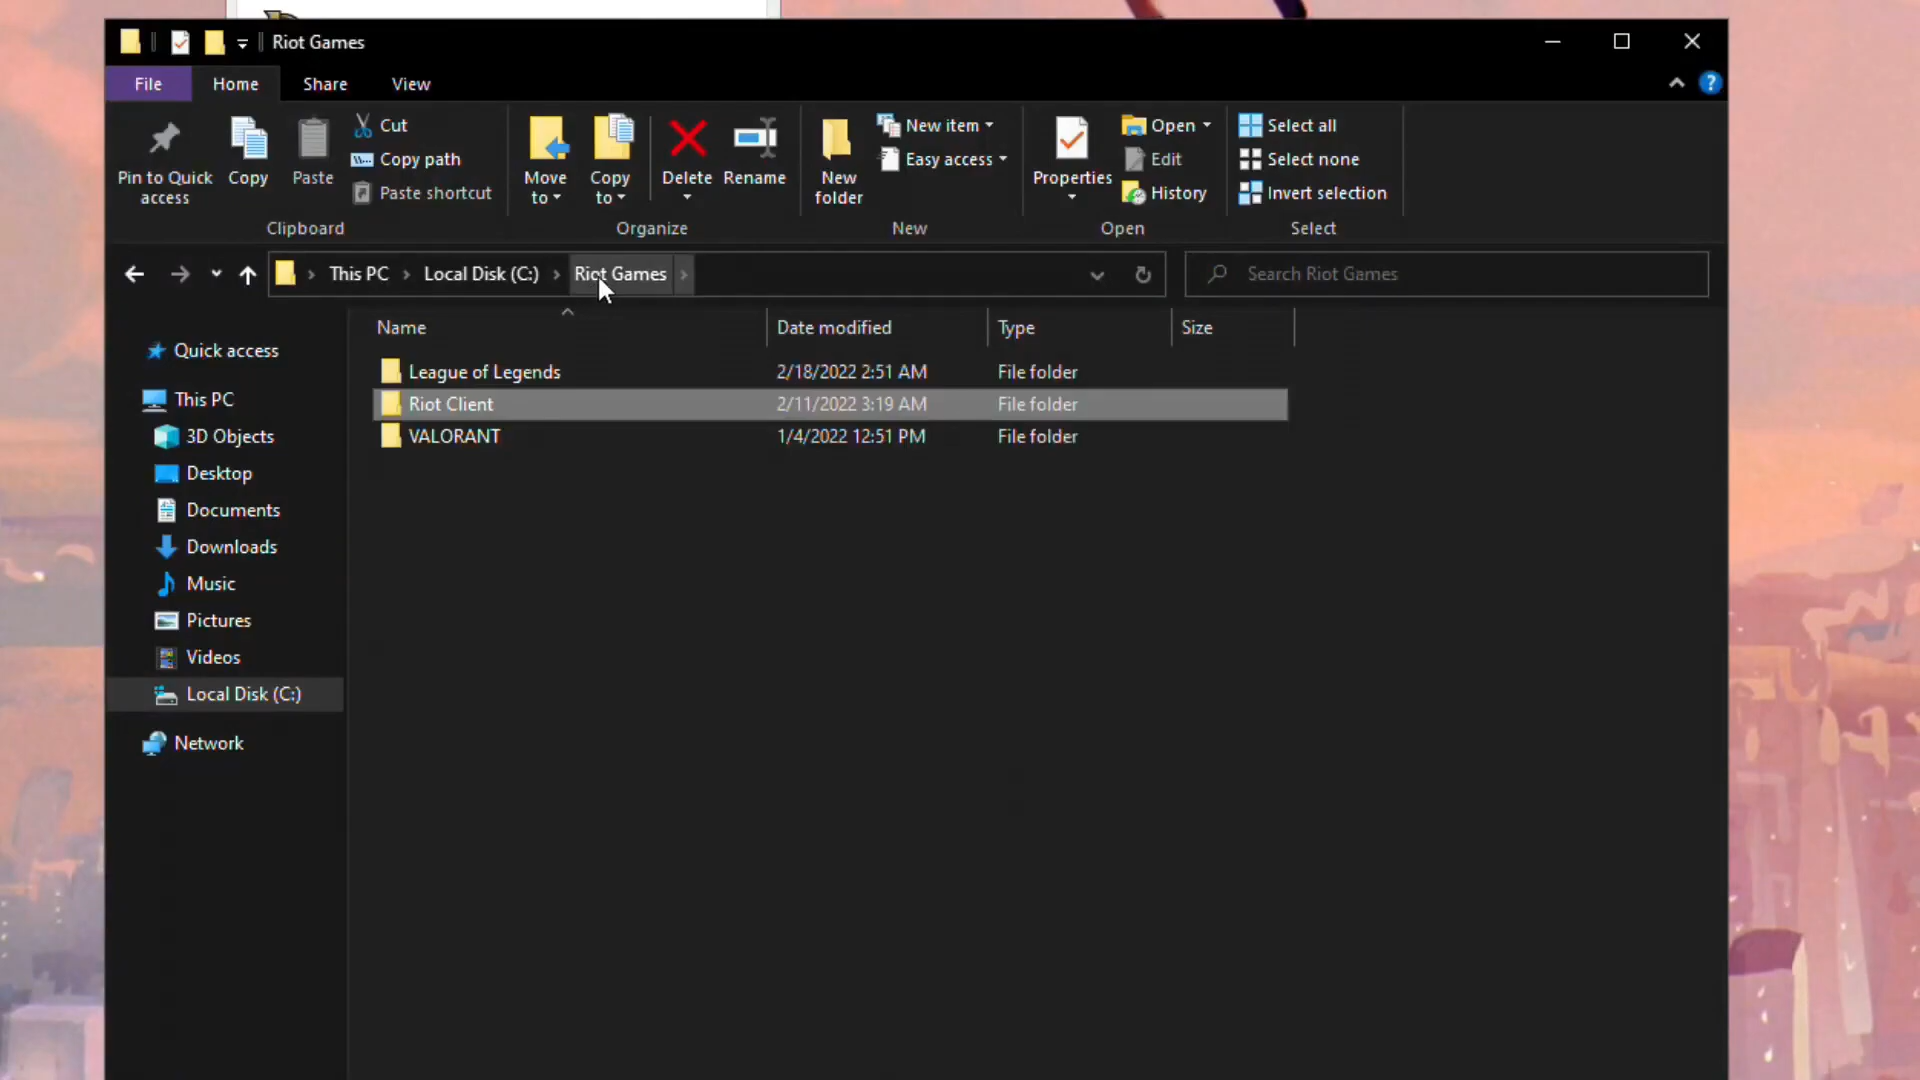 Riot Games
File Home Share View
Pin to Quick access
Copy
Paste
Cut
Copy path
Paste shortcut
Clipboard
Move to
Copy to
Delete
Rename
Organize
New folder
New item
Easy access
New
Properties
Open
Edit
History
Open
Select all
Select none
Invert selection
Select
This PC › Local Disk (C:) › Riot Games ›
Search Riot Games
Quick access
This PC
3D Objects
Desktop
Documents
Downloads
Music
Pictures
Videos
Local Disk (C:)
Network
Name Date modified Type Size
League of Legends 2/18/2022 2:51 AM File folder
Riot Client 2/11/2022 3:19 AM File folder
VALORANT 1/4/2022 12:51 PM File folder